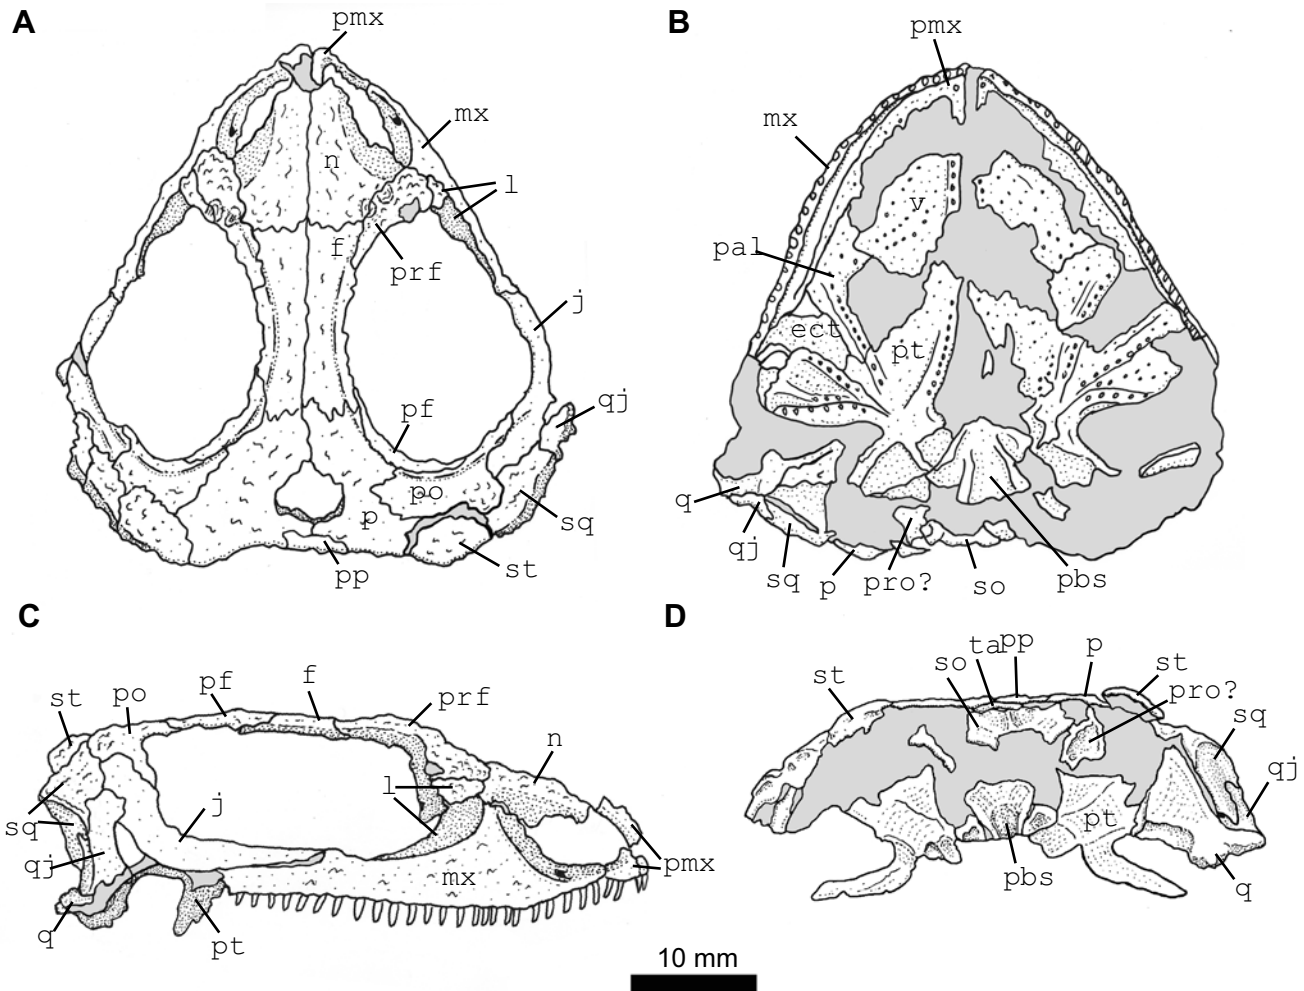 A
pmx
mx
n
l
f
prf
j
pf
qj
po
p
sq
pp
st
B
pmx
mx
v
pal
ect
pt
q
qj
sq
p
pro?
so
pbs
C
st
po
pf
f
prf
n
l
j
sq
qj
mx
pmx
q
pt
D
st
so
ta
pp
p
st
pro?
sq
qj
pt
pbs
q
10 mm